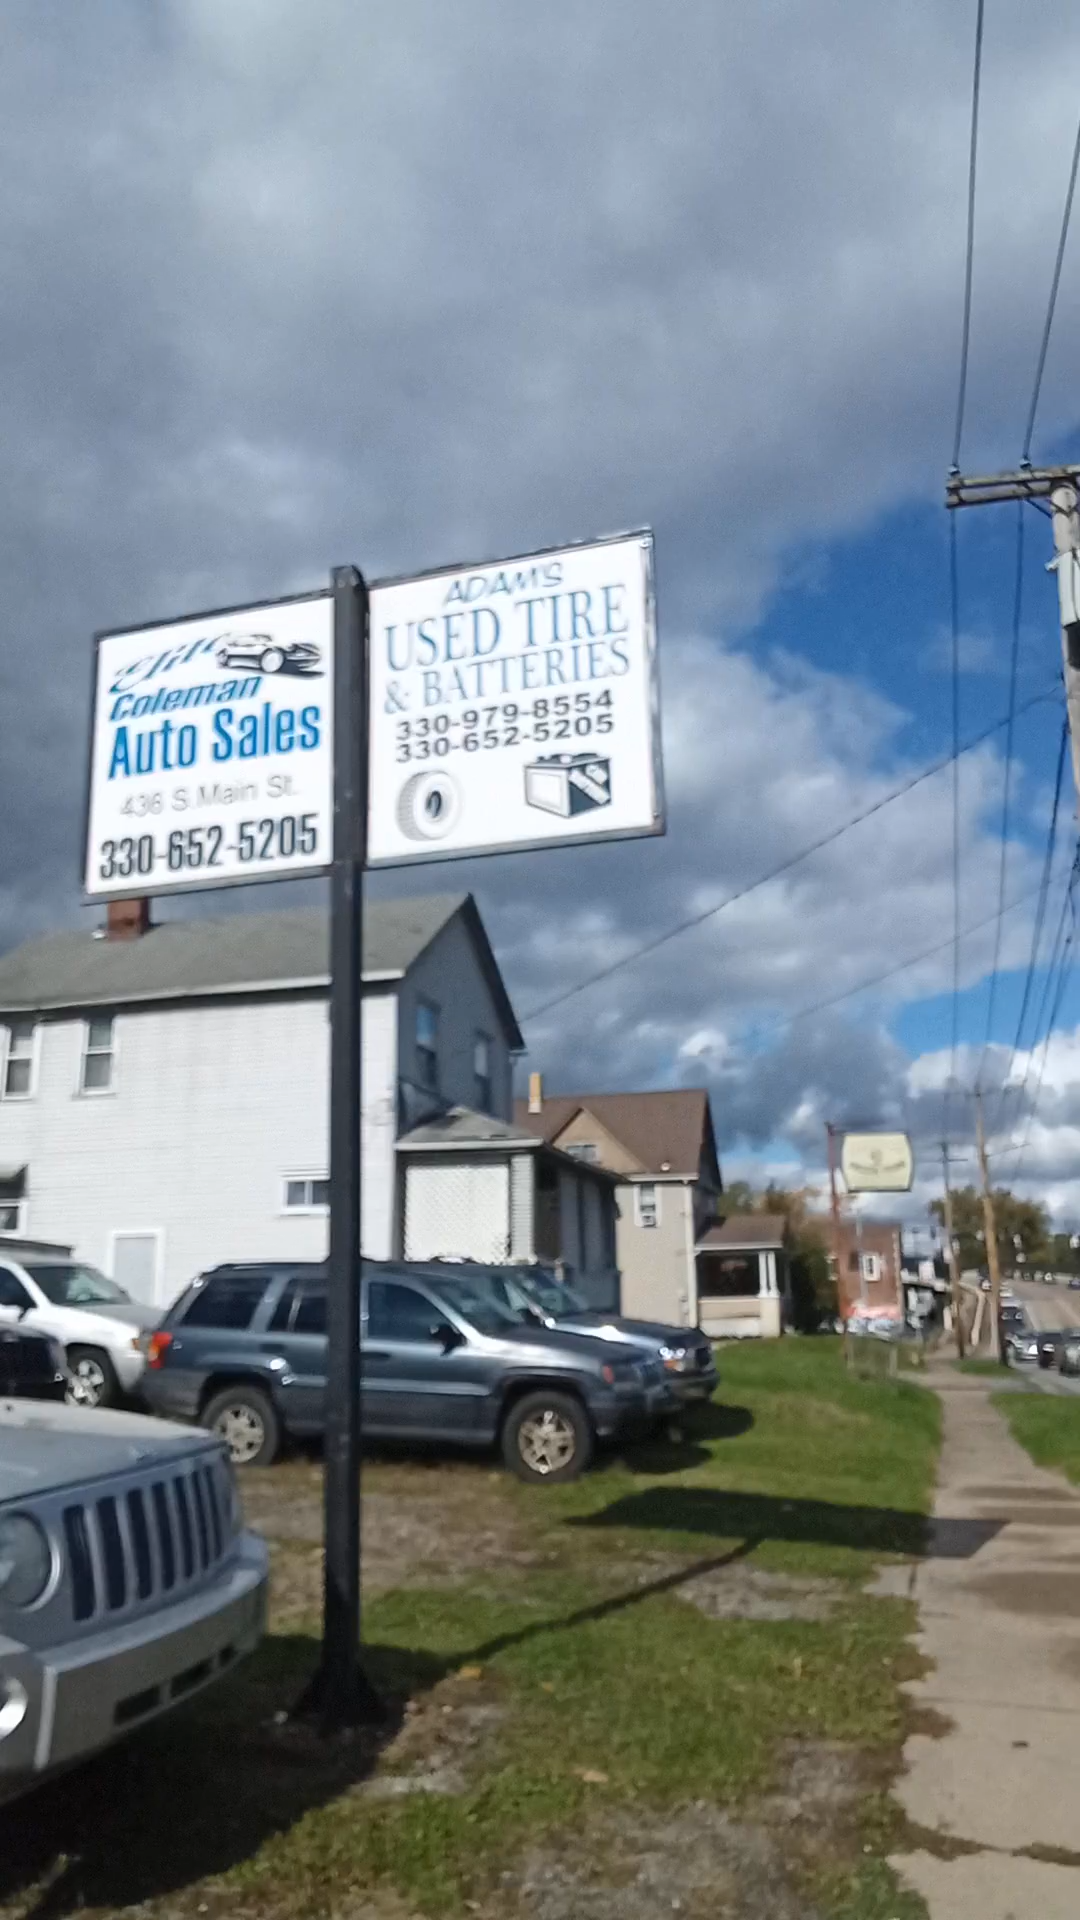 Elite
Coleman
Auto Sales
436 S. Main St.
330-652-5205
ADAM'S
USED TIRE
& BATTERIES
330-979-8554
330-652-5205